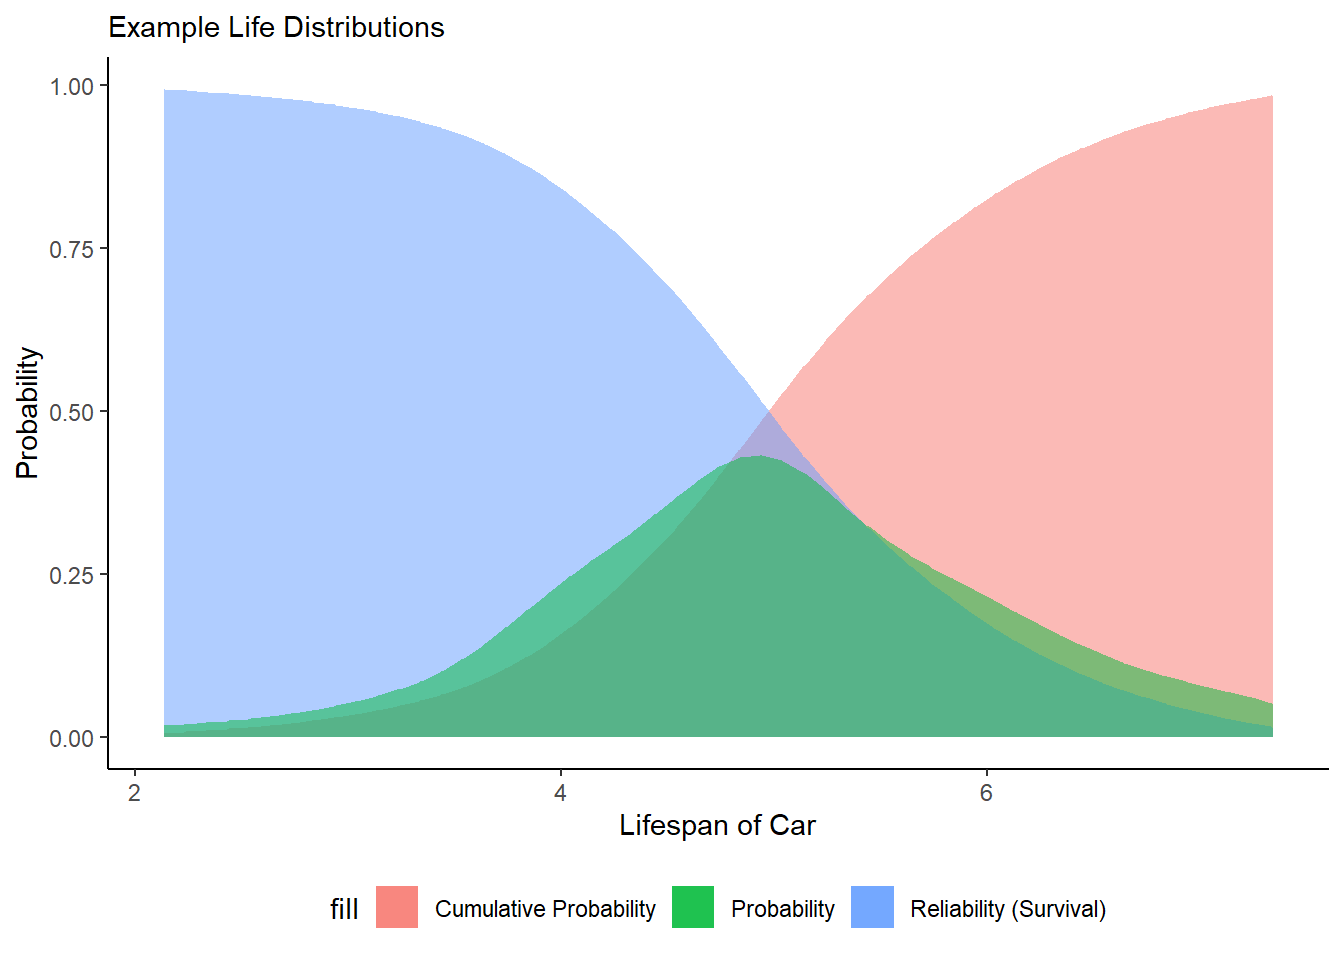 Example Life Distributions
1.00
0.75
0.50
0.25
0.00
Probability
2 4 6
Lifespan of Car
fill Cumulative Probability Probability Reliability (Survival)